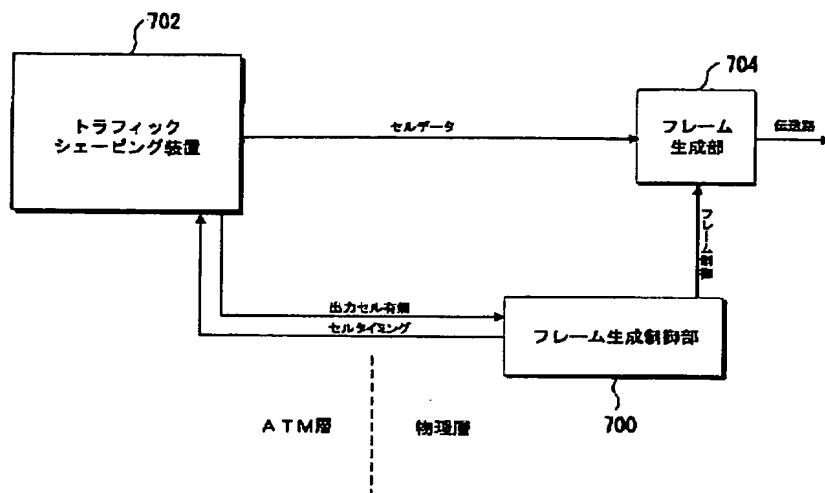 702
704
トラフィック
シェーピング装置
セルデータ
フレーム
生成部
伝送路
フレーム制御
出力セル有無
セルタイミング
フレーム生成制御部
700
ATM層
物理層